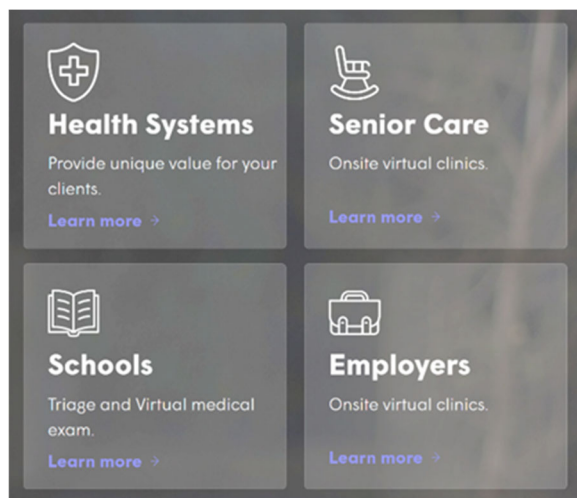 Health Systems
Provide unique value for your
clients.
Learn more →
Senior Care
Onsite virtual clinics.
Learn more →
Schools
Triage and Virtual medical
exam.
Learn more →
Employers
Onsite virtual clinics.
Learn more →